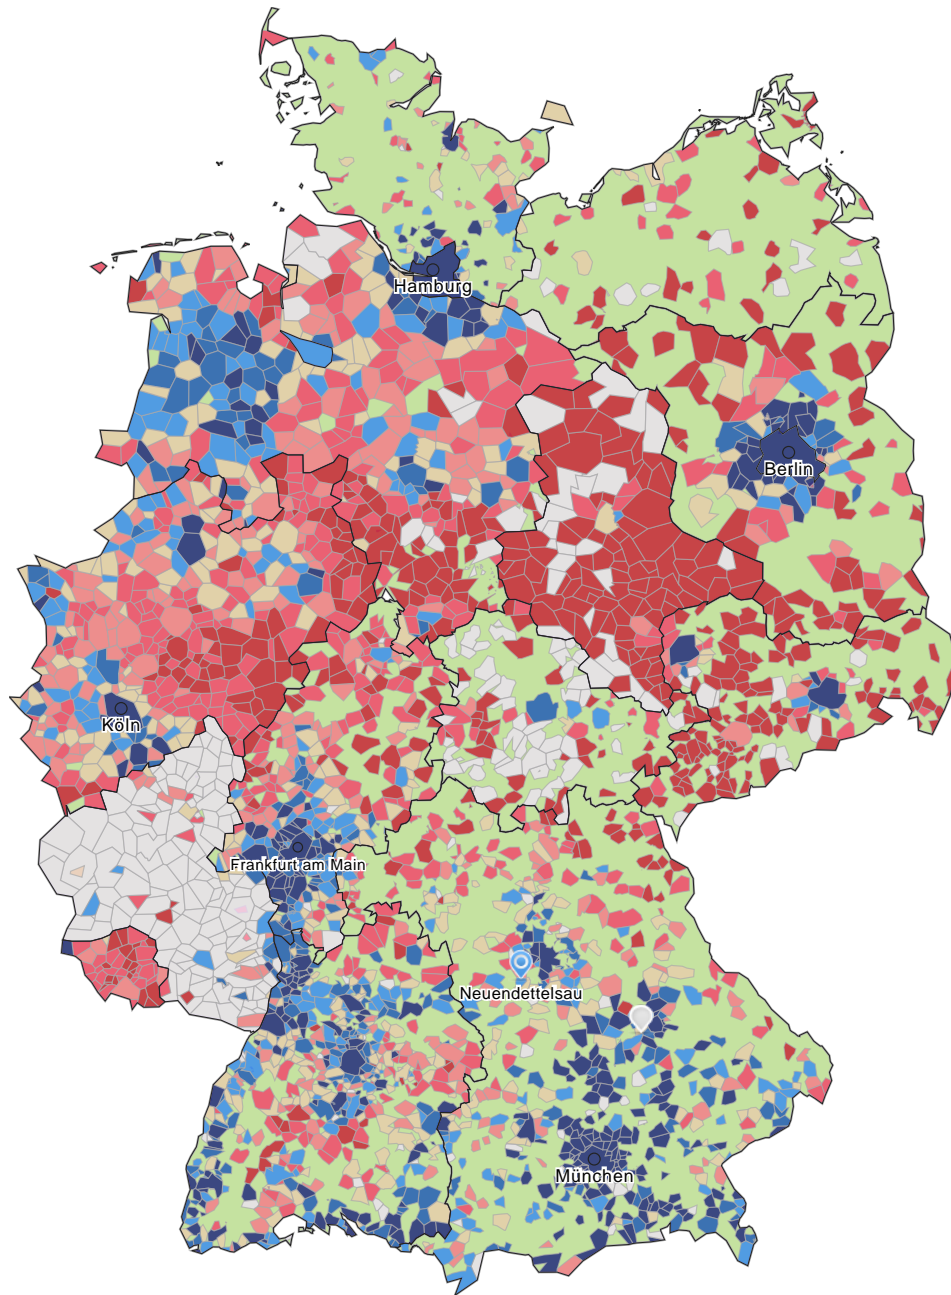 Hamburg
Berlin
Köln
Frankfurt am Main
Neuendettelsau
München